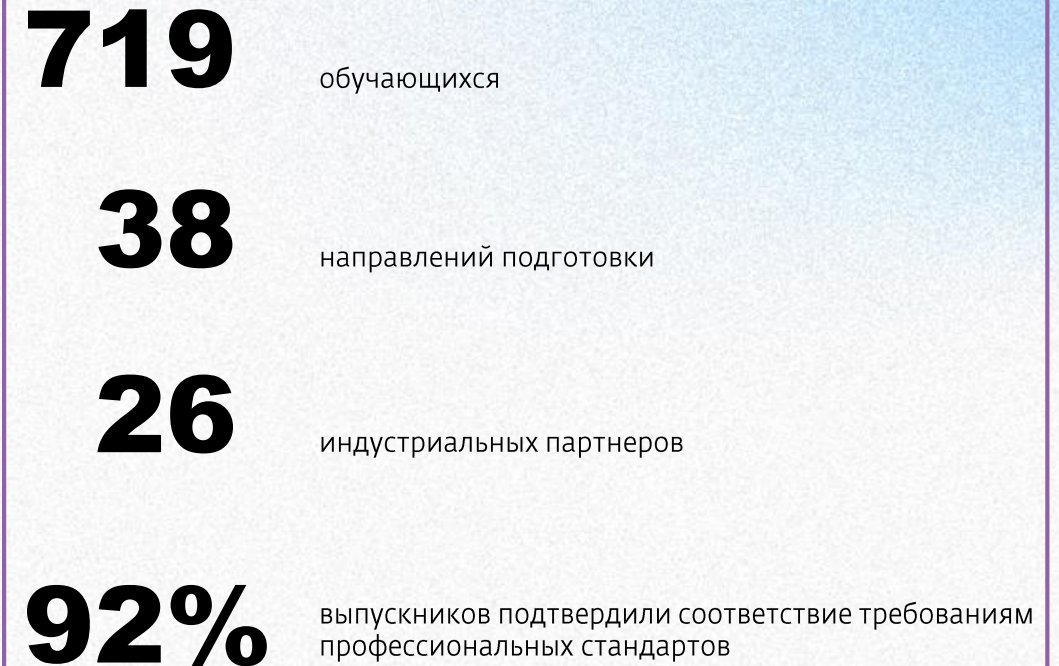 719
обучающихся
38
направлений подготовки
26
индустриальных партнеров
92%
выпускников подтвердили соответствие требованиям
профессиональных стандартов